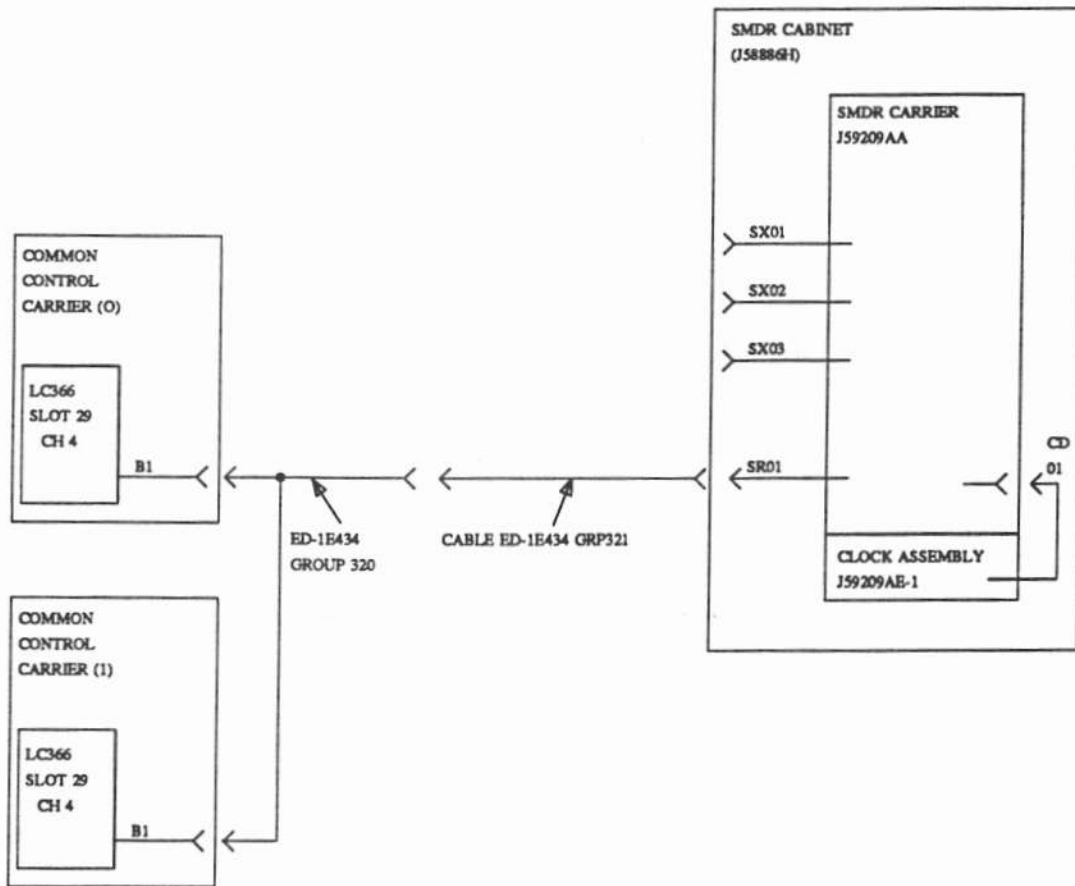 SMDR CABINET
(J58886H)
SMDR CARRIER
J59209AA
SX01
SX02
SX03
SR01
CD
01
CLOCK ASSEMBLY
J59209AE-1
COMMON
CONTROL
CARRIER (O)
LC366
SLOT 29
CH 4
B1
ED-1E434
GROUP 320
CABLE ED-1E434 GRP321
COMMON
CONTROL
CARRIER (1)
LC366
SLOT 29
CH 4
B1